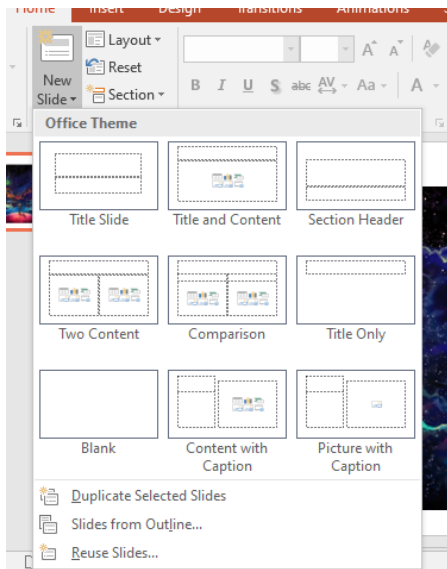 Home Insert Design Transitions Animations
Layout
Reset
New
Slide
Section
B I U S abc AV Aa A
Office Theme
Title Slide Title and Content Section Header
Two Content Comparison Title Only
Blank Content with Caption Picture with Caption
Duplicate Selected Slides
Slides from Outline...
Reuse Slides...